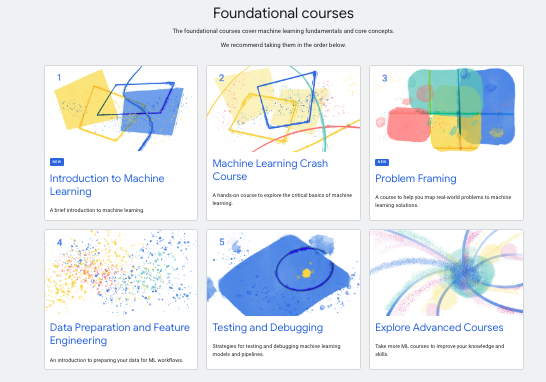 Foundational courses
The foundational courses cover machine learning fundamentals and core concepts.
We recommend taking them in the order below.
1
NEW
Introduction to Machine
Learning
A brief introduction to machine learning.
2
Machine Learning Crash
Course
A hands-on course to explore the critical basics of machine
learning.
3
NEW
Problem Framing
A course to help you map real-world problems to machine
learning solutions.
4
Data Preparation and Feature
Engineering
An introduction to preparing your data for ML workflows.
5
Testing and Debugging
Strategies for testing and debugging machine learning
models and pipelines.
Explore Advanced Courses
Take more ML courses to improve your knowledge and
skills.